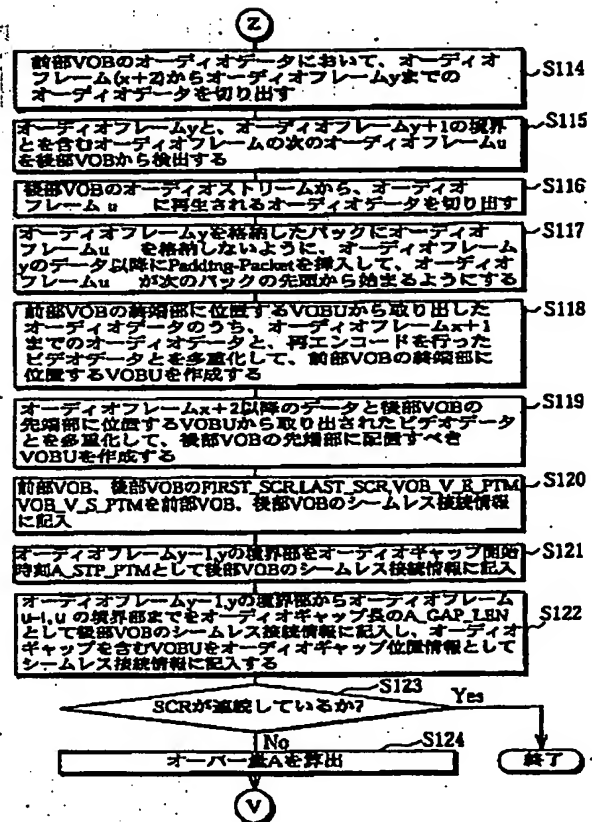 Z
前部VOBのオーディオデータにおいて、オーディオ
フレーム(x+2)からオーディオフレームyまでの
オーディオデータを切り出す
S114
オーディオフレームyと、オーディオフレームy+1の境界
とを含むオーディオフレームの次のオーディオフレームu
を後部VOBから検出する
S115
後部VOBのオーディオストリームから、オーディオ
フレームu に再生されるオーディオデータを切り出す
S116
オーディオフレームyを格納したパックにオーディオ
フレームu を格納しないように、オーディオフレーム
yのデータ以降にPadding-Packetを挿入して、オーディオ
フレームu が次のパックの先頭から始まるようにする
S117
前部VOBの終端部に位置するVOBUから取り出した
オーディオデータのうち、オーディオフレームx+1
までのオーディオデータと、再エンコードを行った
ビデオデータとを多重化して、前部VOBの終端部に
位置するVOBUを作成する
S118
オーディオフレームx+2以降のデータと後部VOBの
先端部に位置するVOBUから取り出されたビデオデータ
とを多重化して、後部VOBの先端部に配置すべき
VOBUを作成する
S119
前部VOB、後部VOBのFIRST_SCR,LAST_SCR,VOB_V_E_PTM
VOB_V_S_PTMを前部VOB、後部VOBのシームレス接続情報
に記入
S120
オーディオフレームy-1,yの境界部をオーディオギャップ開始
時刻A_STP_PTMとして後部VOBのシームレス接続情報に記入
S121
オーディオフレームy-1,yの境界部からオーディオフレーム
u-1,uの境界部までをオーディオギャップ長のA_GAP_LEN
として後部VOBのシームレス接続情報に記入し、オーディオ
ギャップを含むVOBUをオーディオギャップ位置情報として
シームレス接続情報に記入する
S122
S123
SCRが連続しているか?
Yes
No
S124
オーバー量Aを算出
終了
V